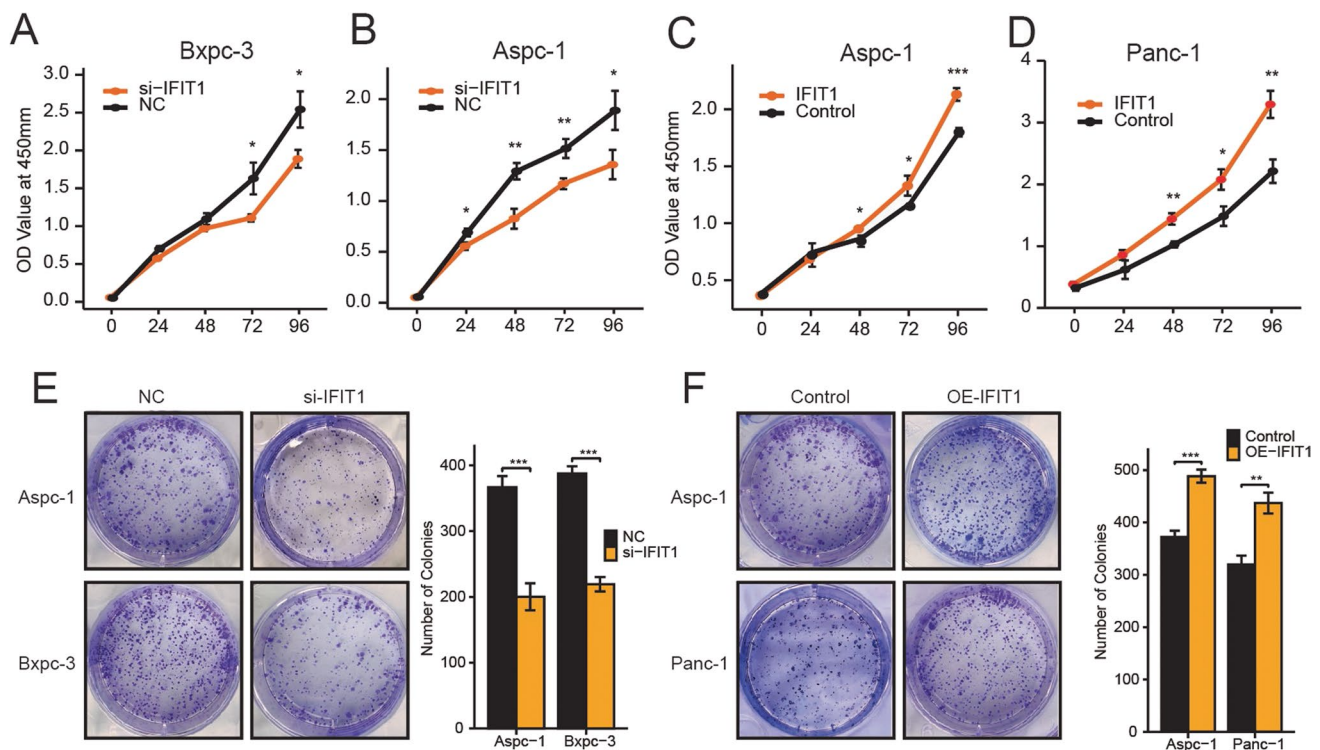 A
Bxpc-3
OD Value at 450mm
3.0
2.5
2.0
1.5
1.0
0.5
0.0
si−IFIT1
NC
*
*
0 24 48 72 96
B
Aspc-1
2.0
1.5
1.0
0.5
0.0
si−IFIT1
NC
*
**
**
*
0 24 48 72 96
C
Aspc-1
OD Value at 450mm
2.0
1.5
1.0
0.5
IFIT1
Control
*
*
***
0 24 48 72 96
D
Panc-1
4
3
2
1
0
IFIT1
Control
**
*
**
0 24 48 72 96
E
NC si-IFIT1
Aspc-1
Bxpc-3
Number of Colonies
400
300
200
100
0
*** ***
NC
si−IFIT1
Aspc−1 Bxpc−3
F
Control OE-IFIT1
Aspc-1
Panc-1
Number of Colonies
500
400
300
200
100
0
Control
OE−IFIT1
*** **
Aspc−1 Panc−1